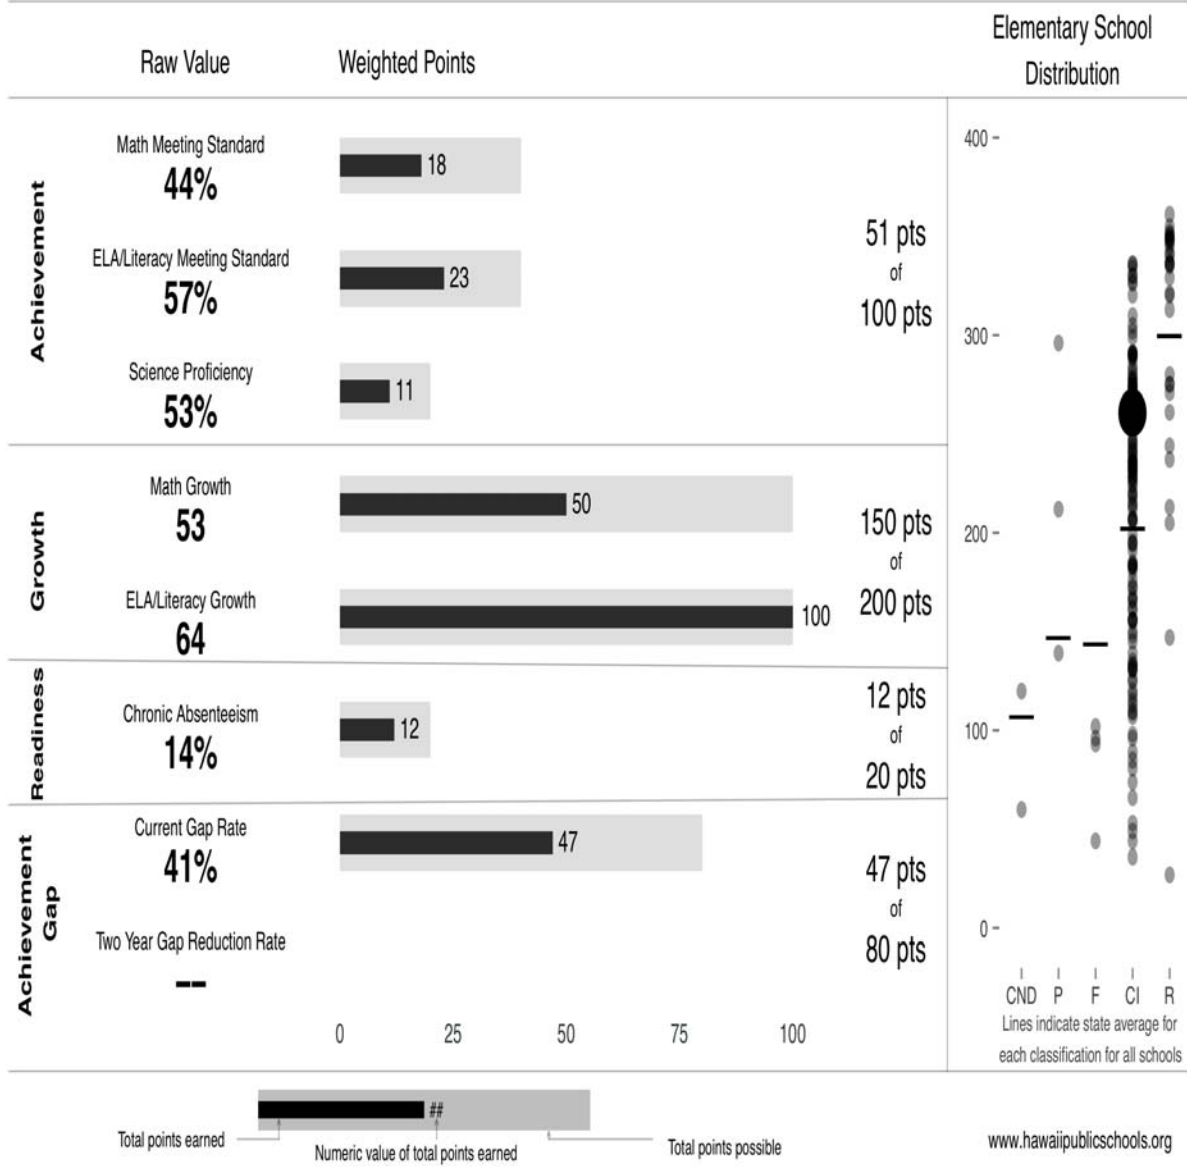 Raw Value
Weighted Points
Elementary School
Distribution
Achievement
Math Meeting Standard
44%
18
ELA/Literacy Meeting Standard
57%
23
Science Proficiency
53%
11
51 pts
of
100 pts
Growth
Math Growth
53
50
ELA/Literacy Growth
64
100
150 pts
of
200 pts
Readiness
Chronic Absenteeism
14%
12
12 pts
of
20 pts
Achievement
Gap
Current Gap Rate
41%
47
Two Year Gap Reduction Rate
--
47 pts
of
80 pts
0 25 50 75 100
400
300
200
100
0
CND P F CI R
Lines indicate state average for
each classification for all schools
##
Total points earned
Numeric value of total points earned
Total points possible
www.hawaiipublicschools.org